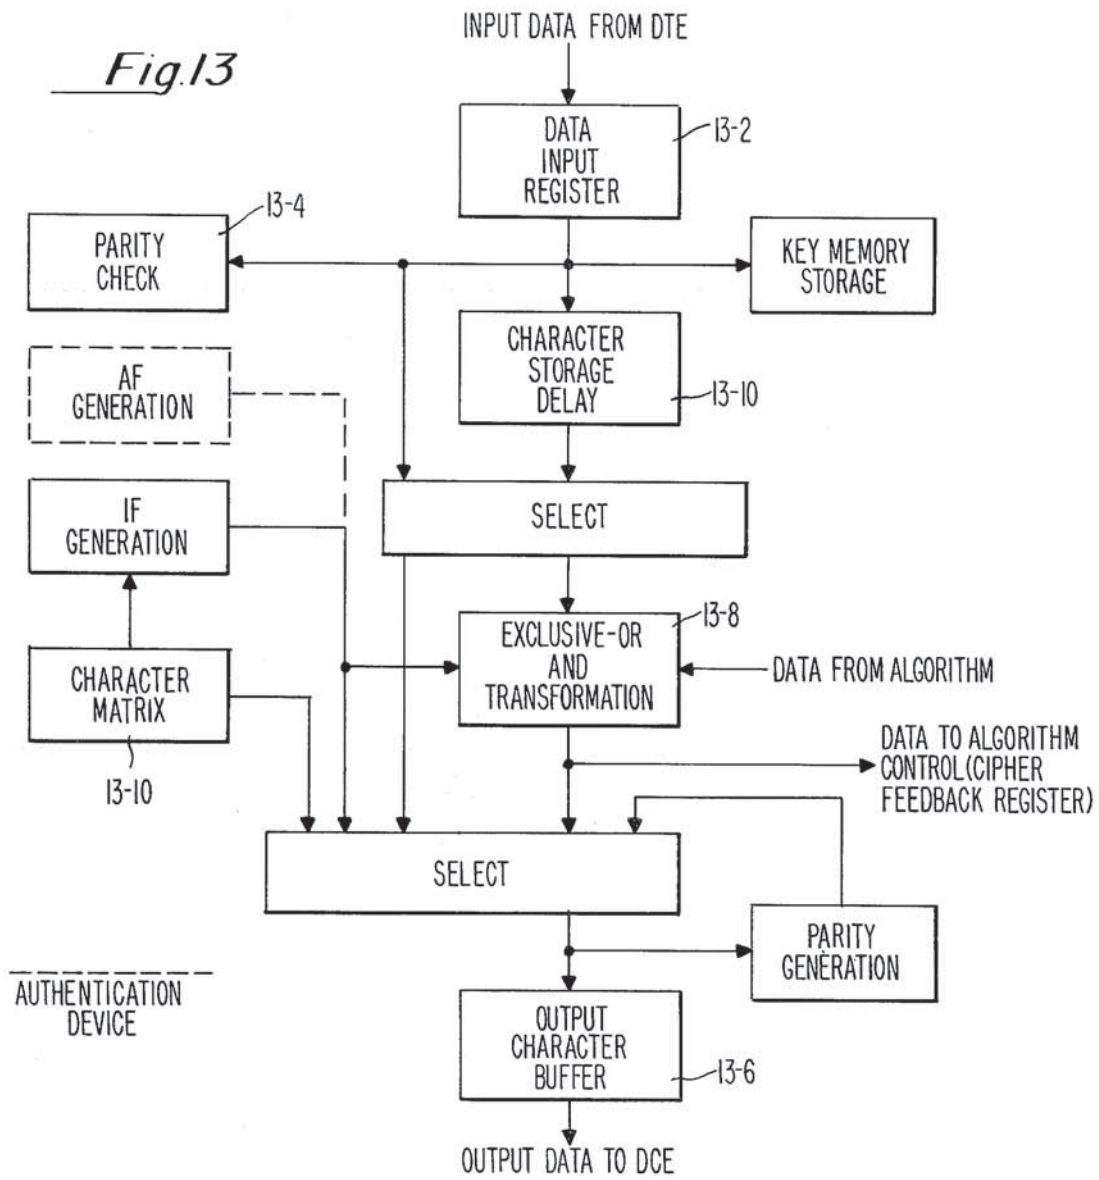 INPUT DATA FROM DTE
Fig.13
DATA
INPUT
REGISTER
13-2
13-4
PARITY
CHECK
KEY MEMORY
STORAGE
CHARACTER
STORAGE
DELAY
13-10
AF
GENERATION
IF
GENERATION
SELECT
13-8
EXCLUSIVE-OR
AND
TRANSFORMATION
DATA FROM ALGORITHM
CHARACTER
MATRIX
13-10
DATA TO ALGORITHM
CONTROL(CIPHER
FEEDBACK REGISTER)
SELECT
PARITY
GENERATION
AUTHENTICATION
DEVICE
OUTPUT
CHARACTER
BUFFER
13-6
OUTPUT DATA TO DCE